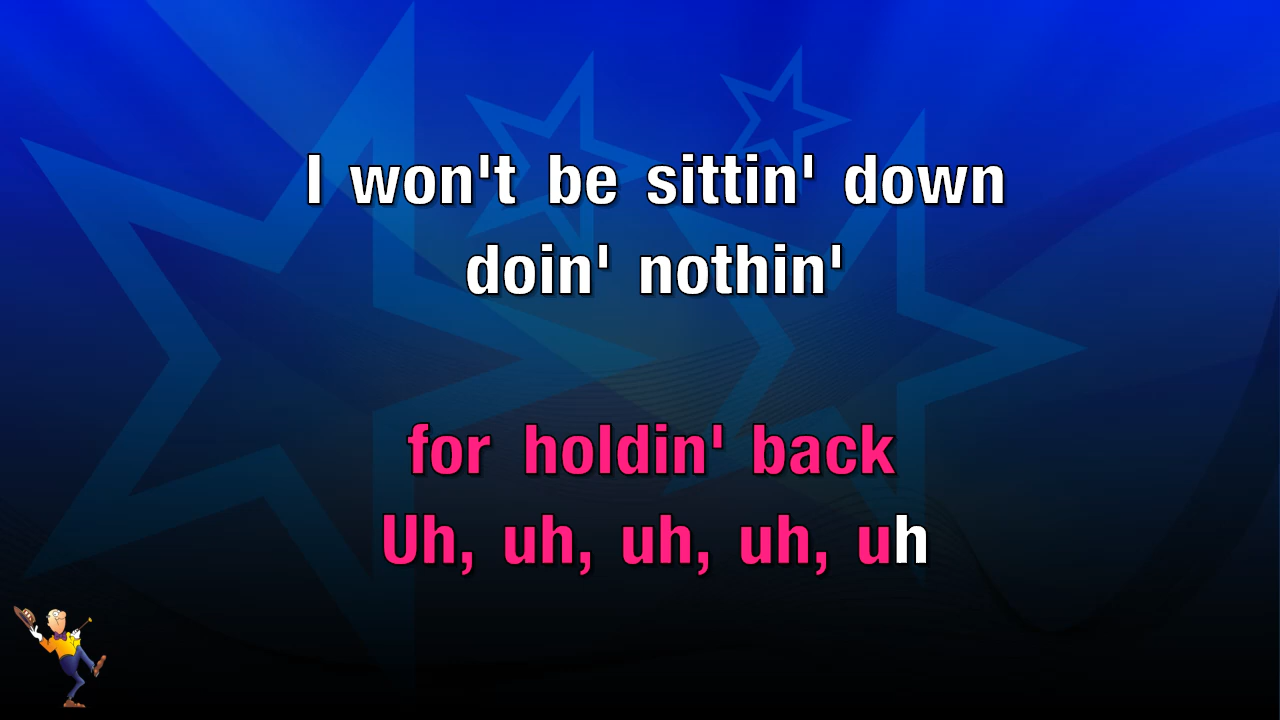 I won't be sittin' down
doin' nothin'
for holdin' back
Uh, uh, uh, uh, uh